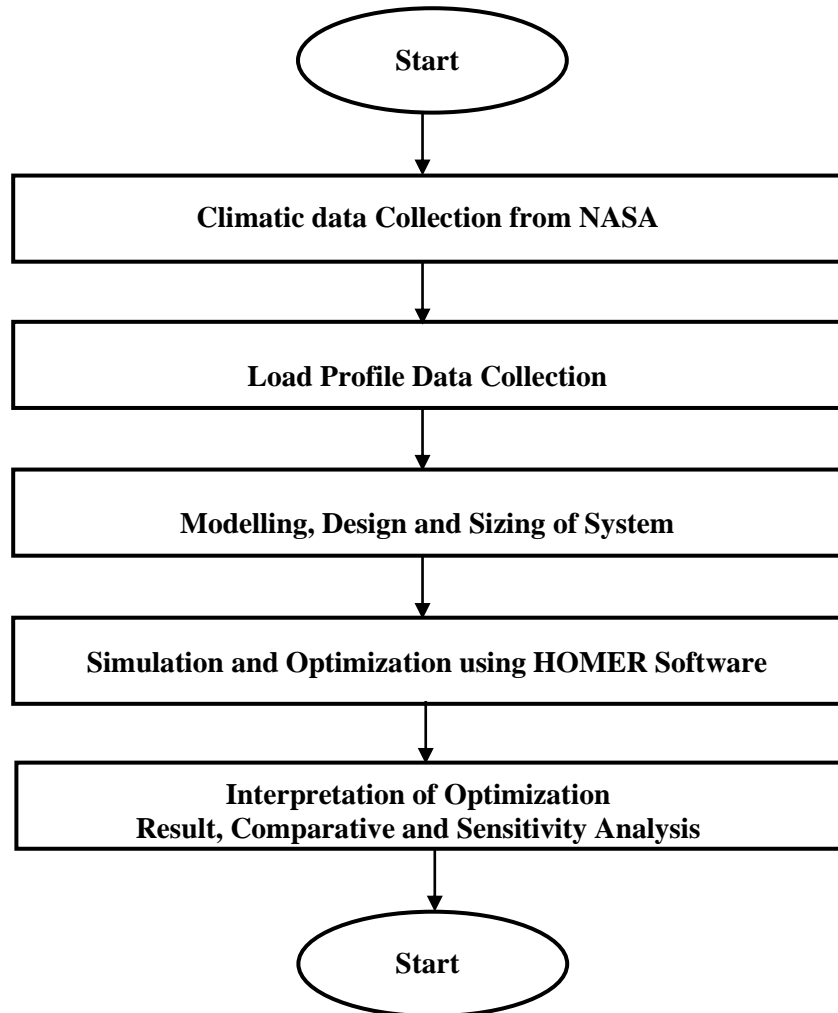 Start
Climatic data Collection from NASA
Load Profile Data Collection
Modelling, Design and Sizing of System
Simulation and Optimization using HOMER Software
Interpretation of Optimization
Result, Comparative and Sensitivity Analysis
Start